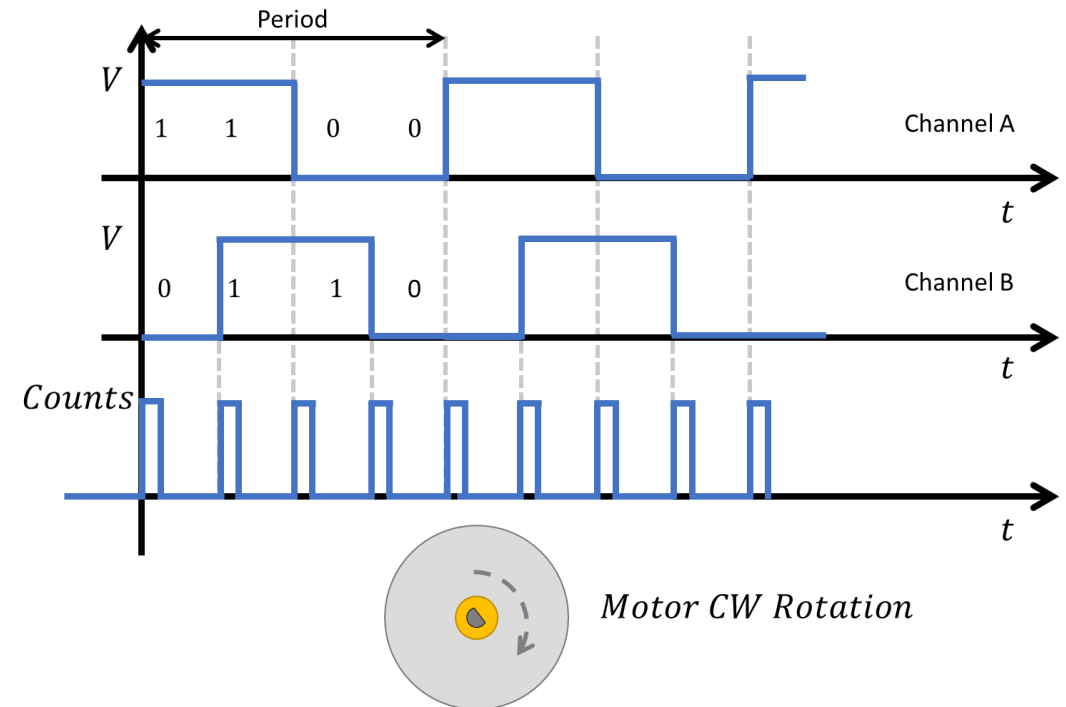 Period
V
1 1 0 0
Channel A
t
V
0 1 1 0
Channel B
t
Counts
t
Motor CW Rotation